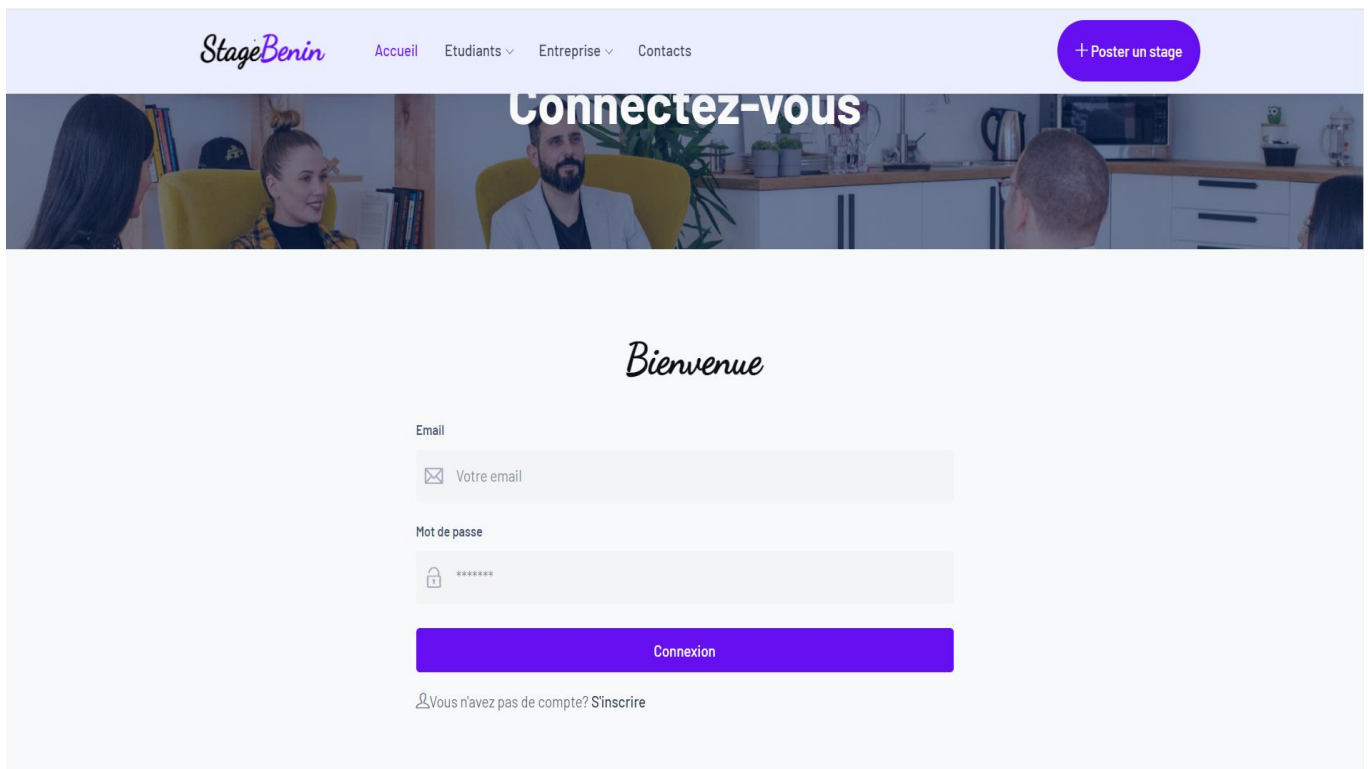 StageBenin
Accueil Etudiants Entreprise Contacts
+ Poster un stage
Connectez-vous
Bienvenue
Email
Votre email
Mot de passe
*******
Connexion
Vous n'avez pas de compte? S'inscrire